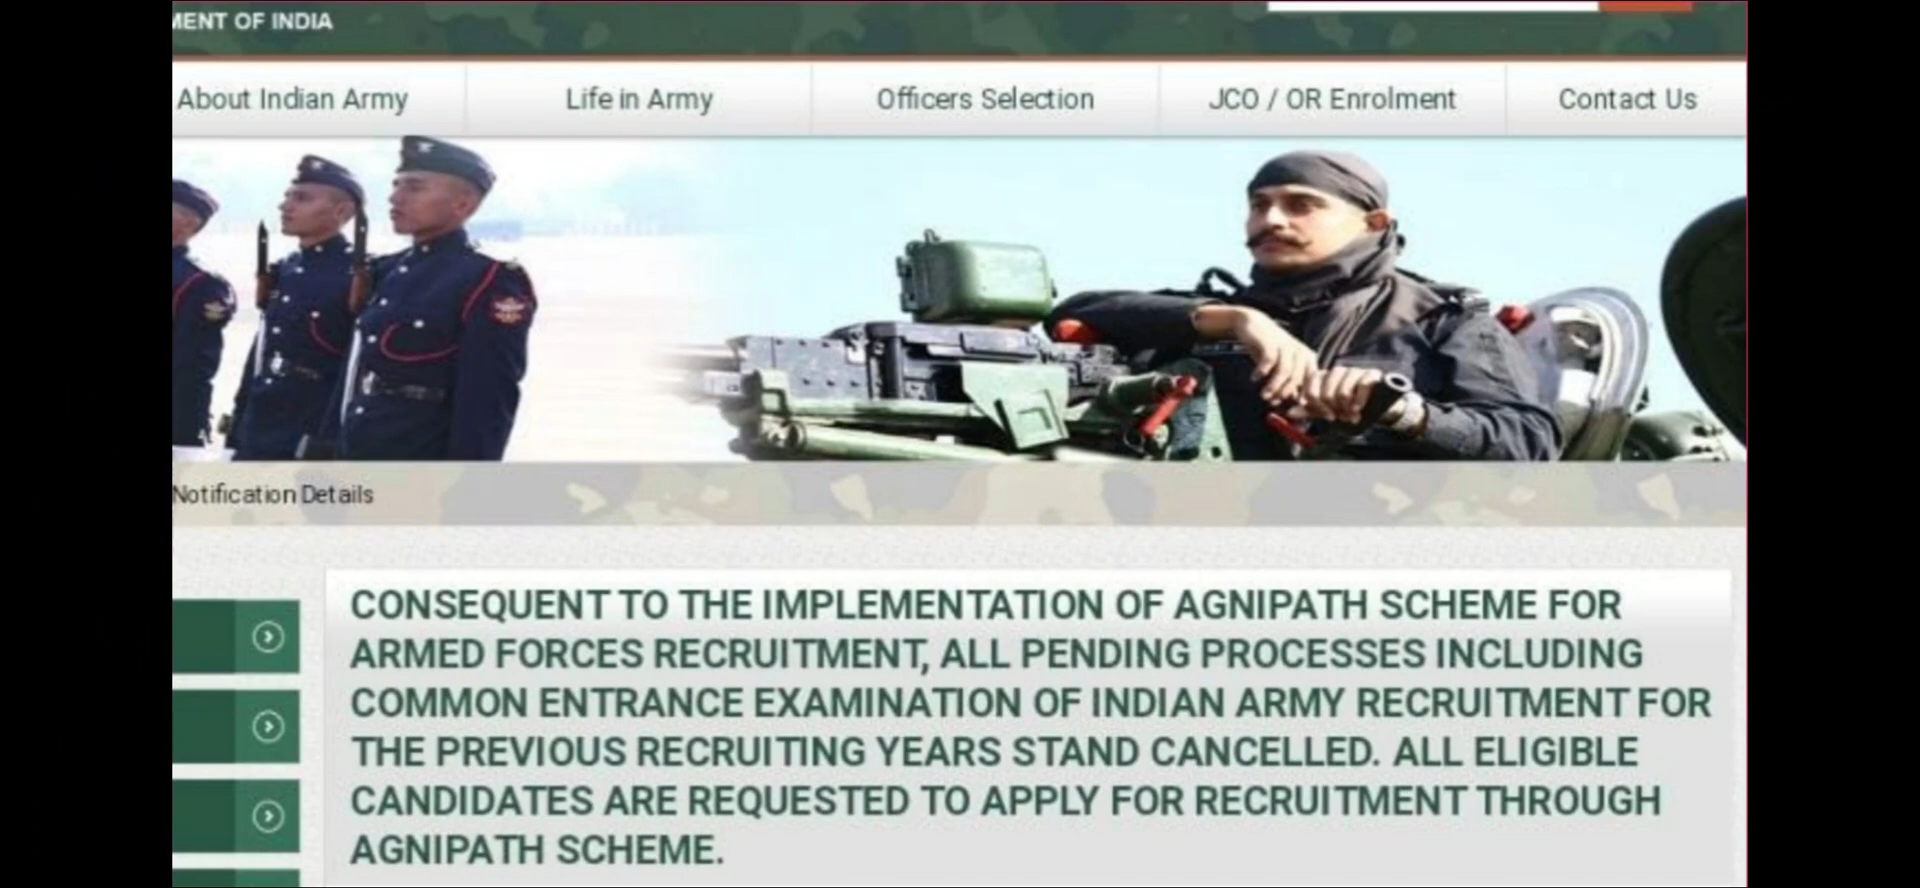 MENT OF INDIA
About Indian Army
Life in Army
Officers Selection
JCO / OR Enrolment
Contact Us
Notification Details
CONSEQUENT TO THE IMPLEMENTATION OF AGNIPATH SCHEME FOR
ARMED FORCES RECRUITMENT, ALL PENDING PROCESSES INCLUDING
COMMON ENTRANCE EXAMINATION OF INDIAN ARMY RECRUITMENT FOR
THE PREVIOUS RECRUITING YEARS STAND CANCELLED. ALL ELIGIBLE
CANDIDATES ARE REQUESTED TO APPLY FOR RECRUITMENT THROUGH
AGNIPATH SCHEME.